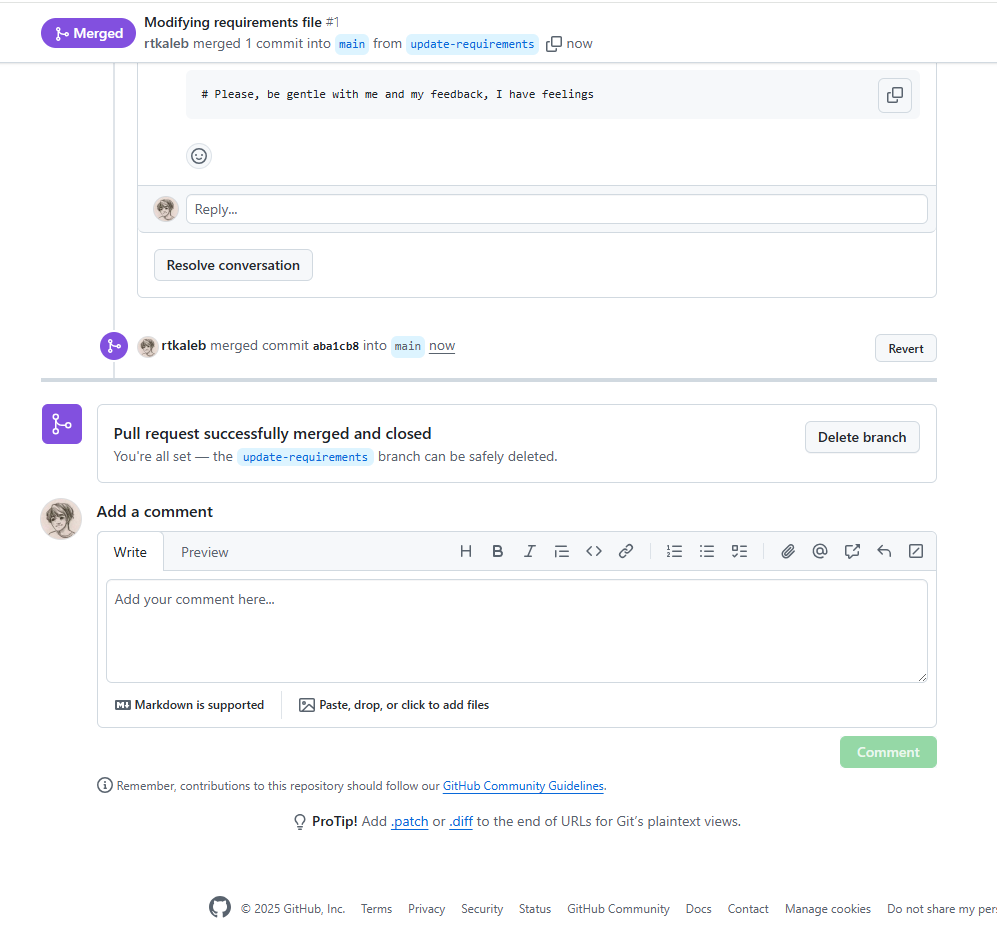 Merged
Modifying requirements file #1
rtkaleb merged 1 commit into main from update-requirements now
# Please, be gentle with me and my feedback, I have feelings
Reply...
Resolve conversation
rtkaleb merged commit aba1cb8 into main now
Revert
Pull request successfully merged and closed
You're all set — the update-requirements branch can be safely deleted.
Delete branch
Add a comment
Write Preview
Add your comment here...
Markdown is supported
Paste, drop, or click to add files
Comment
Remember, contributions to this repository should follow our GitHub Community Guidelines.
ProTip! Add .patch or .diff to the end of URLs for Git's plaintext views.
© 2025 GitHub, Inc. Terms Privacy Security Status GitHub Community Docs Contact Manage cookies Do not share my